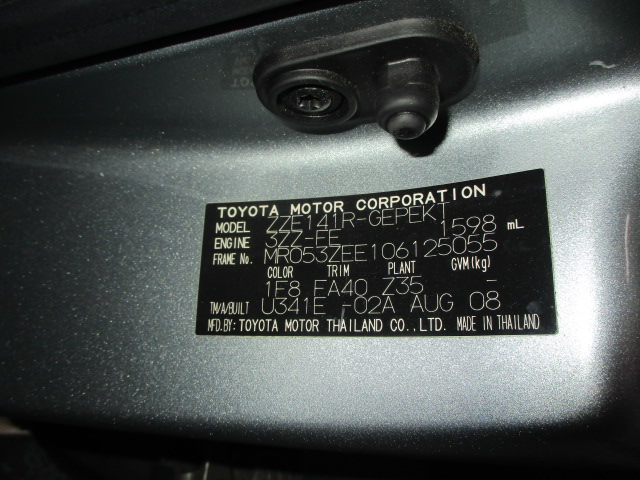 TOYOTA MOTOR CORPORATION
MODEL ZZE141R-GEPEKT
ENGINE 3ZZ-FE 1598 mL
FRAME No. MR053ZEE106125055
COLOR TRIM PLANT GVM(kg)
1F8 FA40 Z35 -
TM/A/BUILT U341E -02A AUG 08
MFD.BY: TOYOTA MOTOR THAILAND CO.,LTD. MADE IN THAILAND